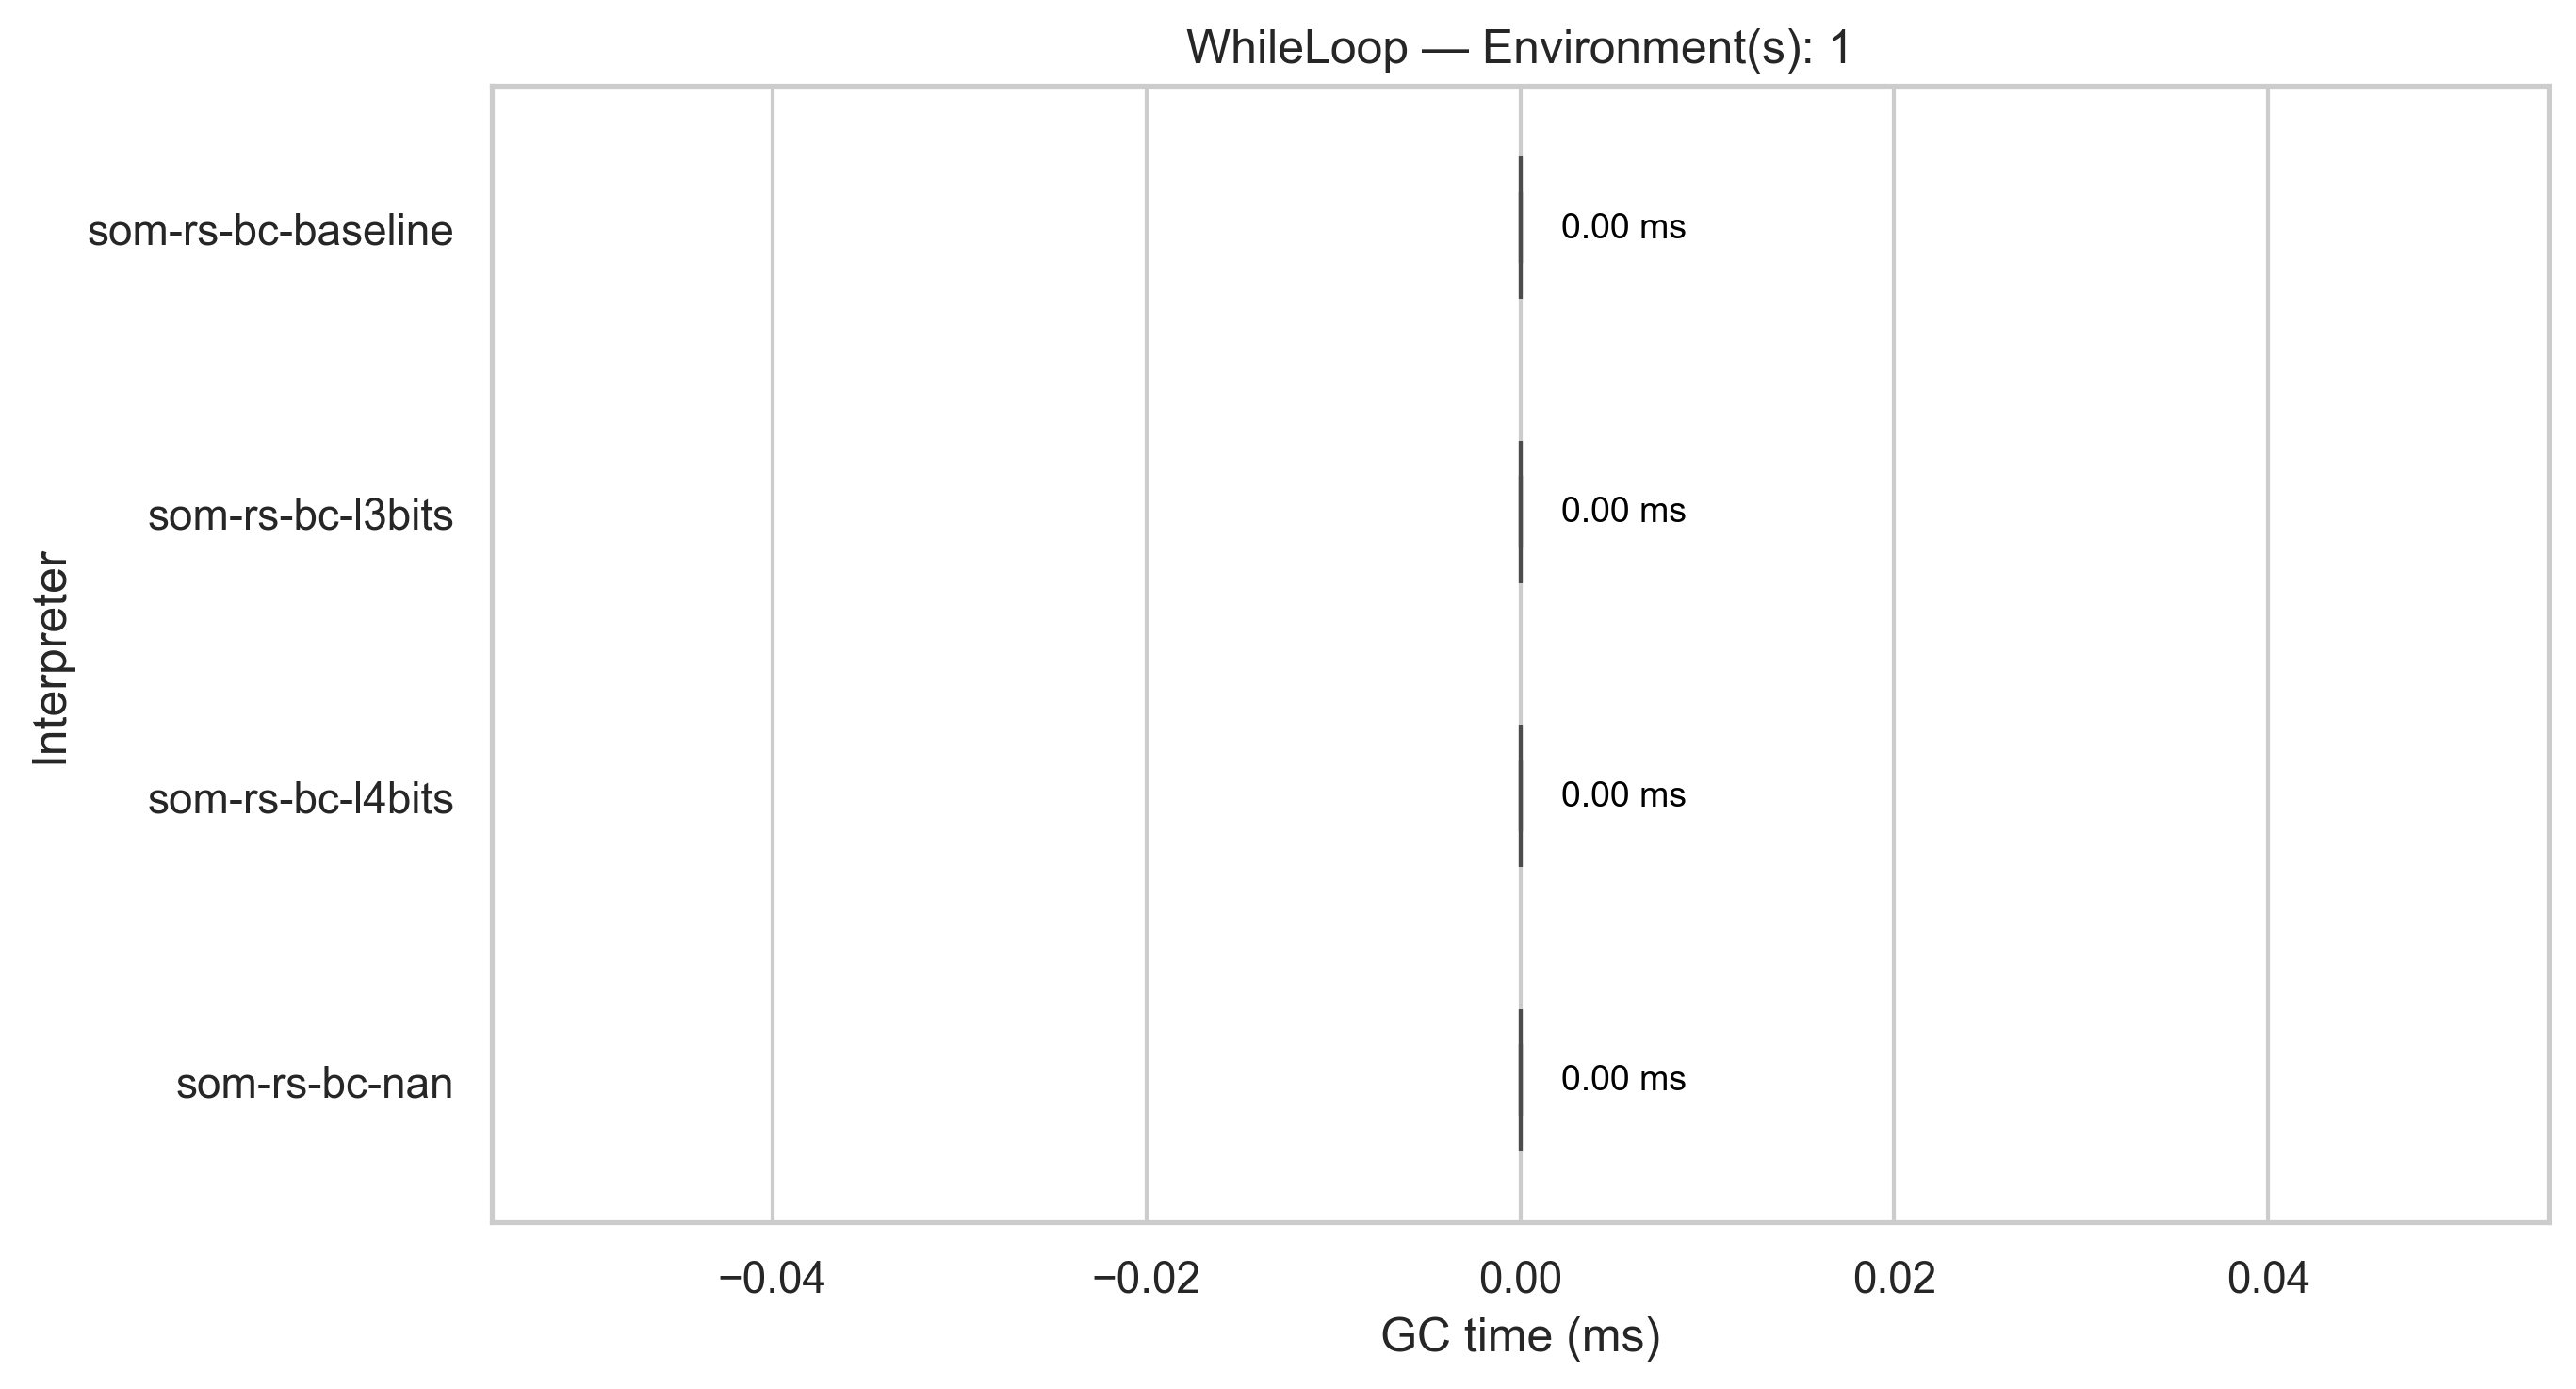 WhileLoop — Environment(s): 1
som-rs-bc-baseline
0.00 ms
som-rs-bc-l3bits
0.00 ms
Interpreter
som-rs-bc-l4bits
0.00 ms
som-rs-bc-nan
0.00 ms
−0.04
−0.02
0.00
0.02
0.04
GC time (ms)